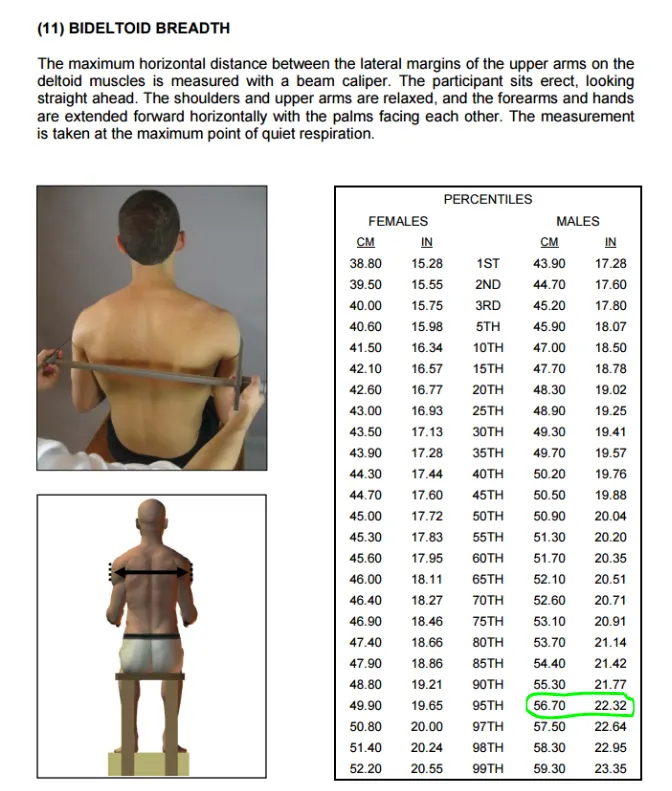 (11) BIDELTOID BREADTH
The maximum horizontal distance between the lateral margins of the upper arms on the
deltoid muscles is measured with a beam caliper. The participant sits erect, looking
straight ahead. The shoulders and upper arms are relaxed, and the forearms and hands
are extended forward horizontally with the palms facing each other. The measurement
is taken at the maximum point of quiet respiration.
PERCENTILES
FEMALES MALES
CM IN CM IN
38.80 15.28 1ST 43.90 17.28
39.50 15.55 2ND 44.70 17.60
40.00 15.75 3RD 45.20 17.80
40.60 15.98 5TH 45.90 18.07
41.50 16.34 10TH 47.00 18.50
42.10 16.57 15TH 47.70 18.78
42.60 16.77 20TH 48.30 19.02
43.00 16.93 25TH 48.90 19.25
43.50 17.13 30TH 49.30 19.41
43.90 17.28 35TH 49.70 19.57
44.30 17.44 40TH 50.20 19.76
44.70 17.60 45TH 50.50 19.88
45.00 17.72 50TH 50.90 20.04
45.30 17.83 55TH 51.30 20.20
45.60 17.95 60TH 51.70 20.35
46.00 18.11 65TH 52.10 20.51
46.40 18.27 70TH 52.60 20.71
46.90 18.46 75TH 53.10 20.91
47.40 18.66 80TH 53.70 21.14
47.90 18.86 85TH 54.40 21.42
48.80 19.21 90TH 55.30 21.77
49.90 19.65 95TH 56.70 22.32
50.80 20.00 97TH 57.50 22.64
51.40 20.24 98TH 58.30 22.95
52.20 20.55 99TH 59.30 23.35